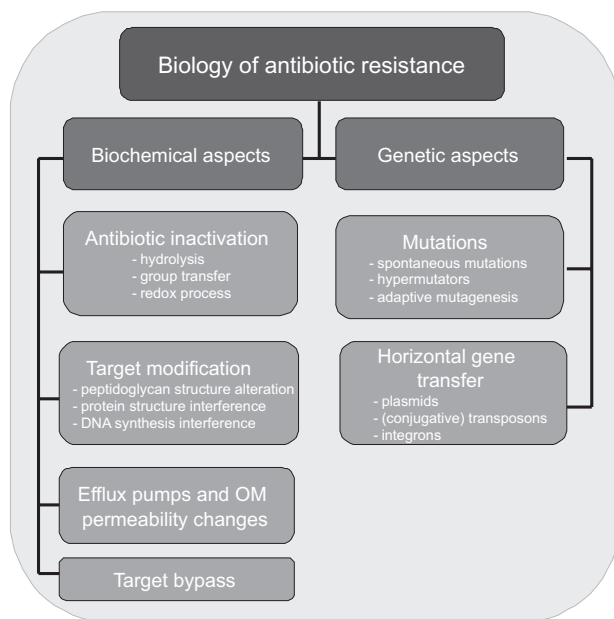 Biology of antibiotic resistance
Biochemical aspects
Genetic aspects
Antibiotic inactivation
- hydrolysis
- group transfer
- redox process
Mutations
- spontaneous mutations
- hypermutators
- adaptive mutagenesis
Target modification
- peptidoglycan structure alteration
- protein structure interference
- DNA synthesis interference
Horizontal gene
transfer
- plasmids
- (conjugative) transposons
- integrons
Efflux pumps and OM
permeability changes
Target bypass